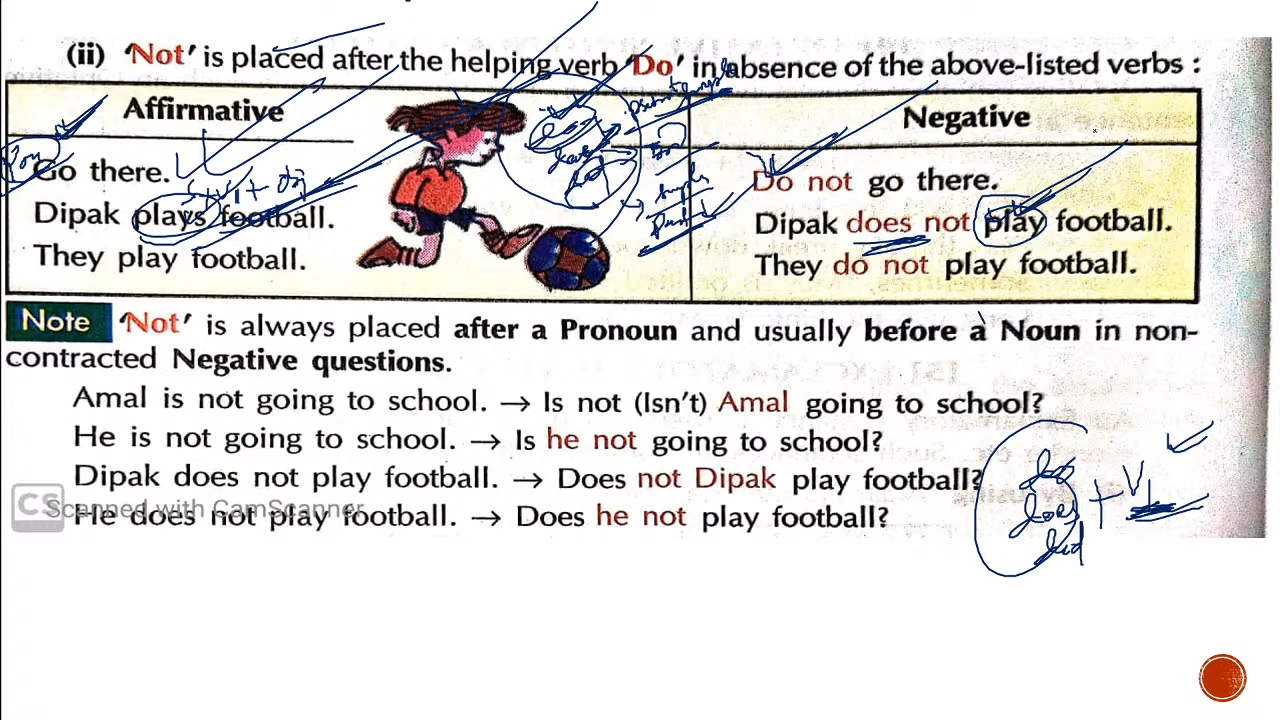 (ii) 'Not' is placed after the helping verb 'Do' in absence of the above-listed verbs :
Affirmative
Negative
Go there.
Do not go there.
Dipak plays football.
Dipak does not play football.
They play football.
They do not play football.
Note 'Not' is always placed after a Pronoun and usually before a Noun in non-
contracted Negative questions.
Amal is not going to school. → Is not (Isn't) Amal going to school?
He is not going to school. → Is he not going to school?
Dipak does not play football. → Does not Dipak play football?
He does not play football. → Does he not play football?
CS Scanned with CamScanner
do
does + V1
did